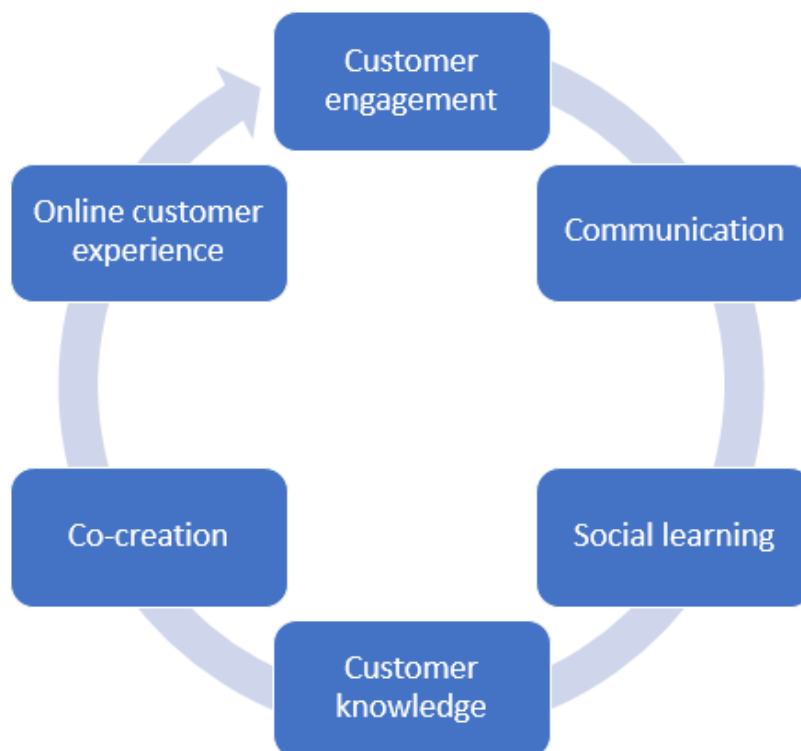 Customer
engagement
Communication
Social learning
Customer
knowledge
Co-creation
Online customer
experience